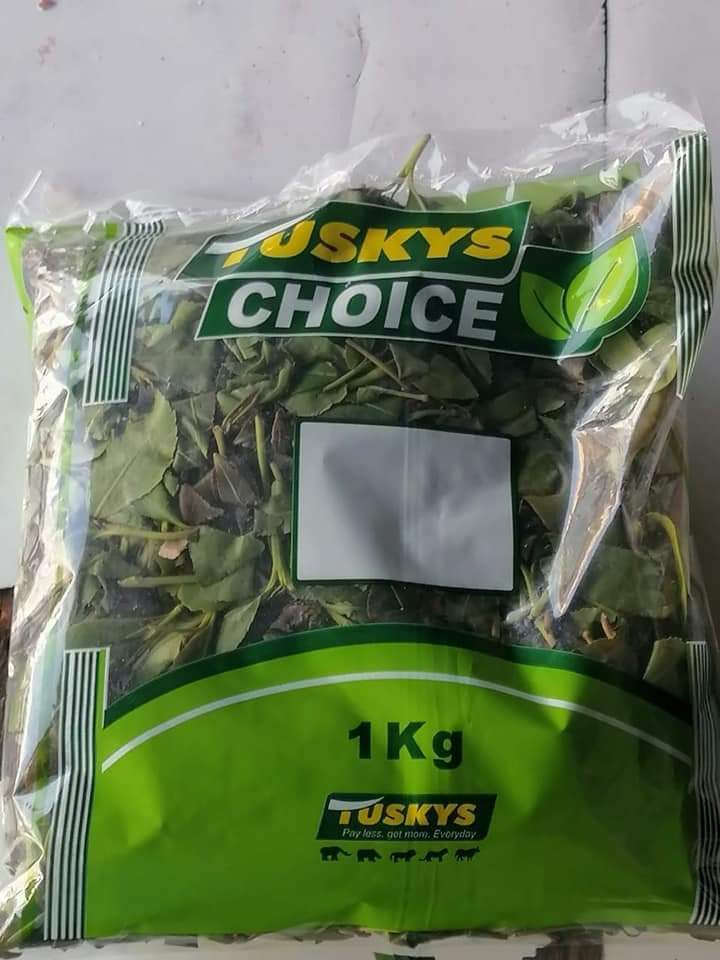 TUSKYS
CHOICE
1Kg
TUSKYS
Pay less. get more. Everyday